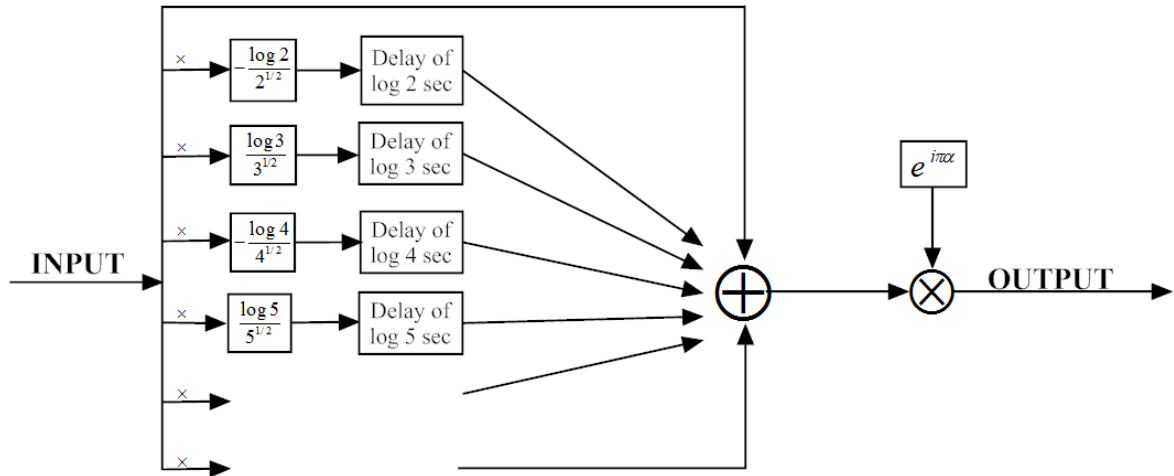 × -log 2 / 2^{1/2} Delay of
log 2 sec
× log 3 / 3^{1/2} Delay of
log 3 sec
e^{iπα}
× -log 4 / 4^{1/2} Delay of
log 4 sec
INPUT
+ × OUTPUT
× log 5 / 5^{1/2} Delay of
log 5 sec
×
×